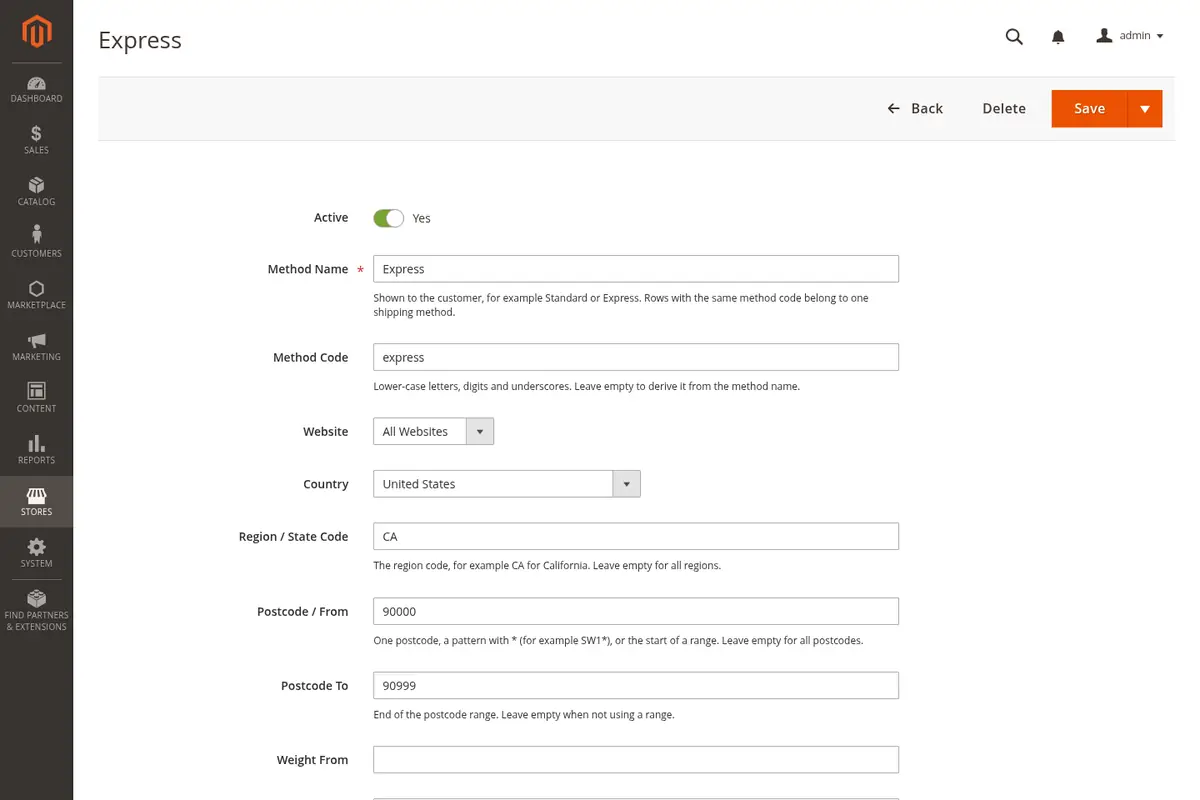 Express
admin
DASHBOARD
SALES
CATALOG
CUSTOMERS
MARKETPLACE
MARKETING
CONTENT
REPORTS
STORES
SYSTEM
FIND PARTNERS
& EXTENSIONS
← Back
Delete
Save
Active
Yes
Method Name *
Express
Shown to the customer, for example Standard or Express. Rows with the same method code belong to one
shipping method.
Method Code
express
Lower-case letters, digits and underscores. Leave empty to derive it from the method name.
Website
All Websites
Country
United States
Region / State Code
CA
The region code, for example CA for California. Leave empty for all regions.
Postcode / From
90000
One postcode, a pattern with * (for example SW1*), or the start of a range. Leave empty for all postcodes.
Postcode To
90999
End of the postcode range. Leave empty when not using a range.
Weight From